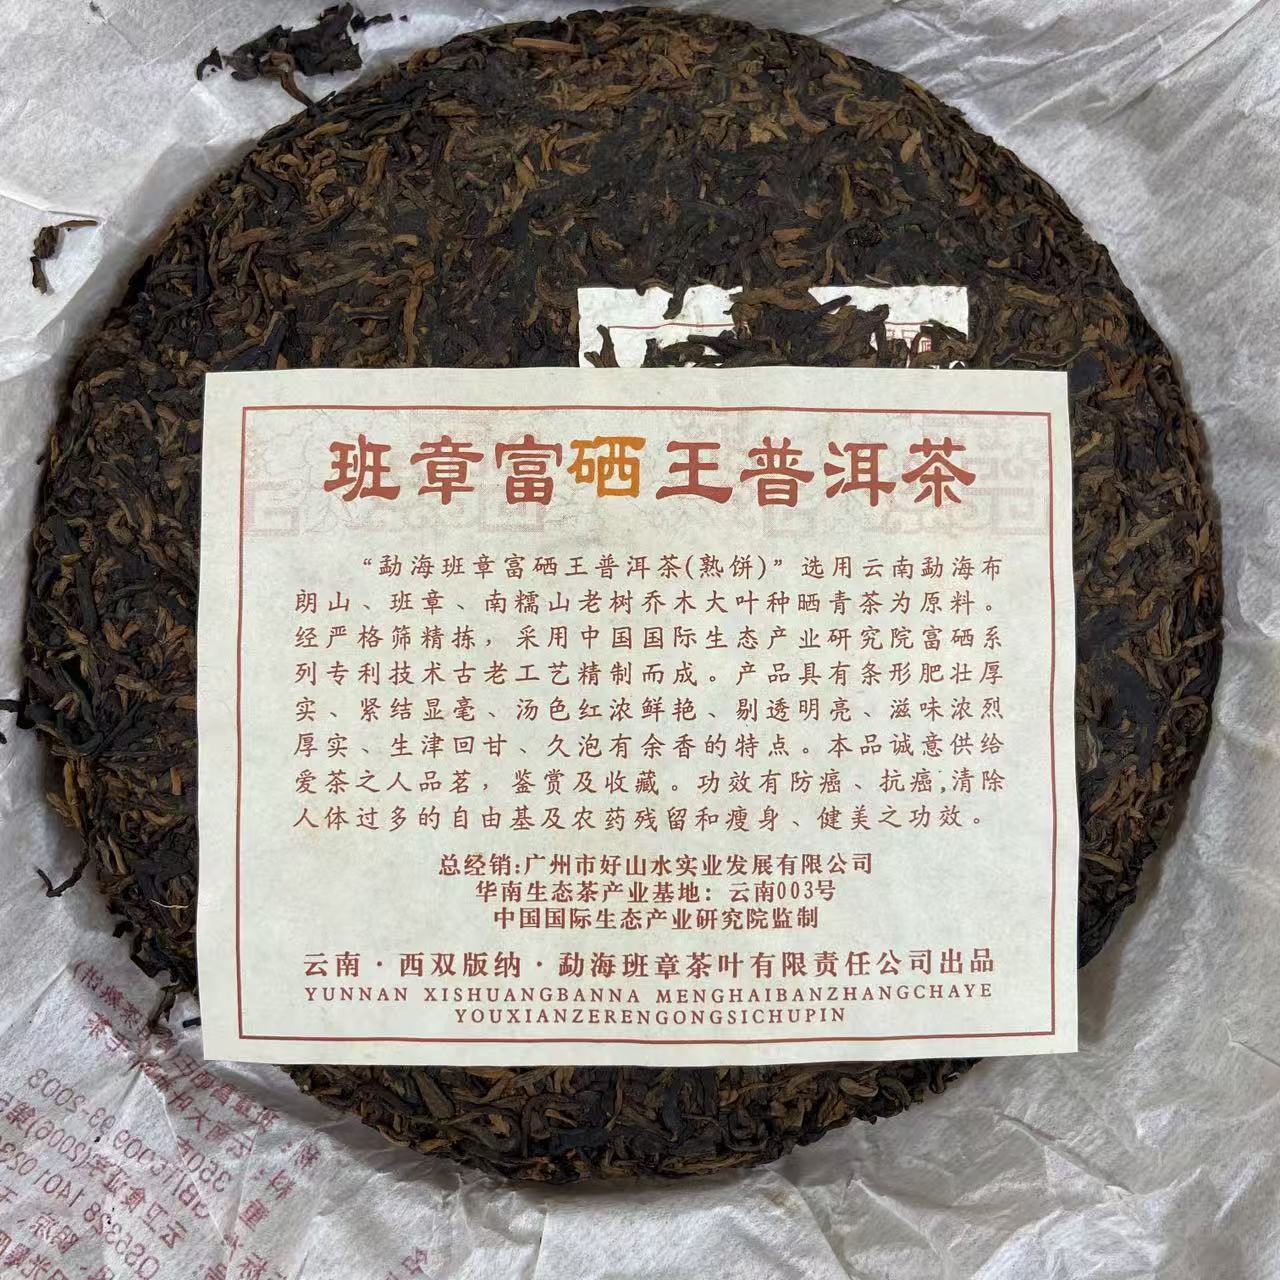 班章富硒王普洱茶
“勐海班章富硒王普洱茶(熟饼)”选用云南勐海布
朗山、班章、南糯山老树乔木大叶种晒青茶为原料。
经严格筛精拣，采用中国国际生态产业研究院富硒系
列专利技术古老工艺精制而成。产品具有条形肥壮厚
实、紧结显毫、汤色红浓鲜艳、剔透明亮、滋味浓烈
厚实、生津回甘、久泡有余香的特点。本品诚意供给
爱茶之人品茗，鉴赏及收藏。功效有防癌、抗癌,清除
人体过多的自由基及农药残留和瘦身、健美之功效。
总经销:广州市好山水实业发展有限公司
华南生态茶产业基地：云南003号
中国国际生态产业研究院监制
云南·西双版纳·勐海班章茶叶有限责任公司出品
YUNNAN XISHUANGBANNA MENGHAIBANZHANGCHAYE
YOUXIANZERENGONGSICHUPIN